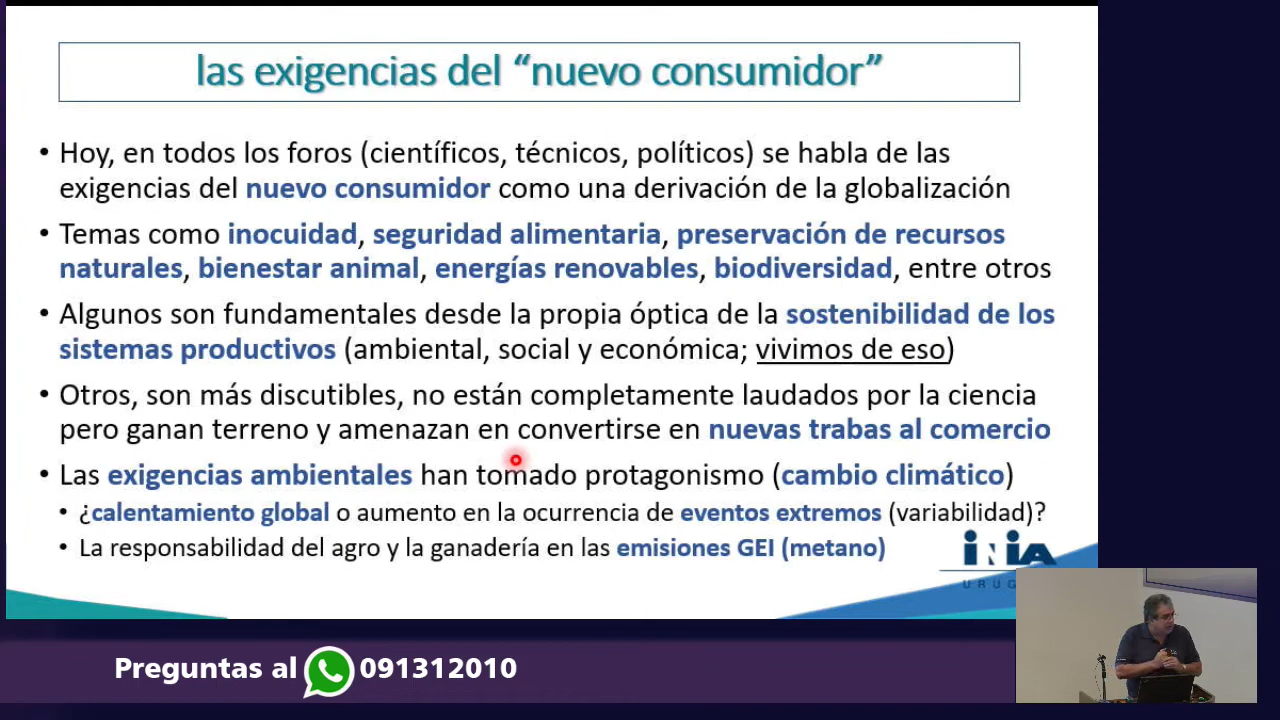 las exigencias del “nuevo consumidor”
• Hoy, en todos los foros (científicos, técnicos, políticos) se habla de las
exigencias del nuevo consumidor como una derivación de la globalización
• Temas como inocuidad, seguridad alimentaria, preservación de recursos
naturales, bienestar animal, energías renovables, biodiversidad, entre otros
• Algunos son fundamentales desde la propia óptica de la sostenibilidad de los
sistemas productivos (ambiental, social y económica; vivimos de eso)
• Otros, son más discutibles, no están completamente laudados por la ciencia
pero ganan terreno y amenazan en convertirse en nuevas trabas al comercio
• Las exigencias ambientales han tomado protagonismo (cambio climático)
• ¿calentamiento global o aumento en la ocurrencia de eventos extremos (variabilidad)?
• La responsabilidad del agro y la ganadería en las emisiones GEI (metano)
inia
URUG
Preguntas al 091312010